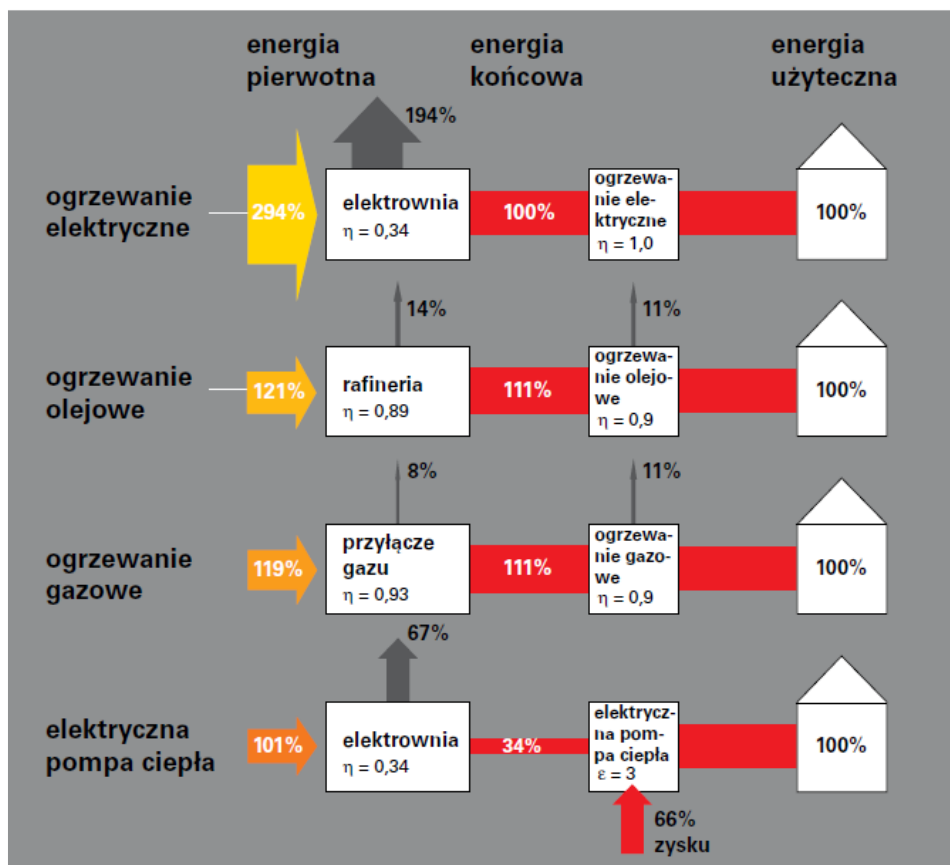 energia
pierwotna
energia
końcowa
energia
użyteczna
194%
ogrzewanie
elektryczne
294%
elektrownia
η = 0,34
100%
ogrzewa-
nie ele-
ktryczne
η = 1,0
100%
14%
11%
ogrzewanie
olejowe
121%
rafineria
η = 0,89
111%
ogrzewa-
nie olejo-
we
η = 0,9
100%
8%
11%
ogrzewanie
gazowe
119%
przyłącze
gazu
η = 0,93
111%
ogrzewa-
nie gazo-
we
η = 0,9
100%
67%
elektryczna
pompa ciepła
101%
elektrownia
η = 0,34
34%
elektrycz-
na pom-
pa ciepła
ε = 3
100%
66%
zysku